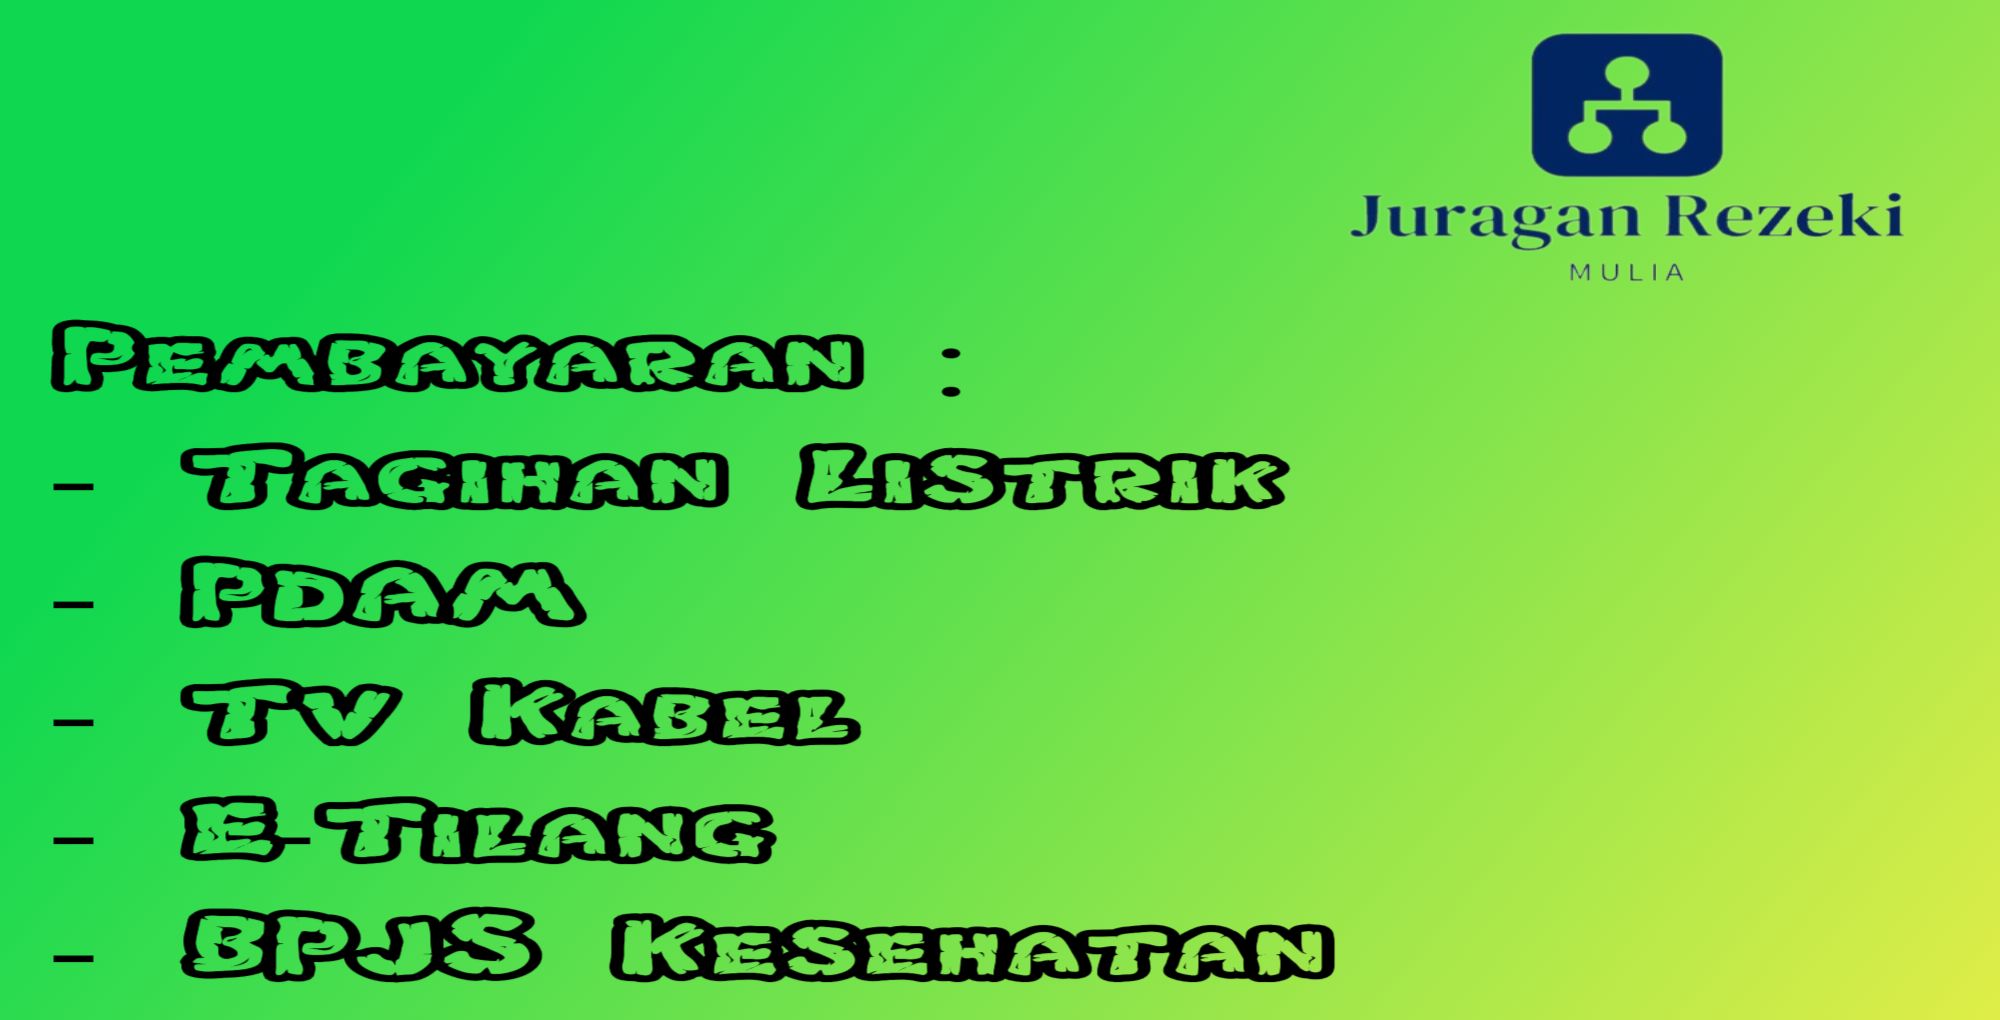 Juragan Rezeki
MULIA
Pembayaran :
- Tagihan Listrik
- PDAM
- TV Kabel
- E-Tilang
- BPJS Kesehatan